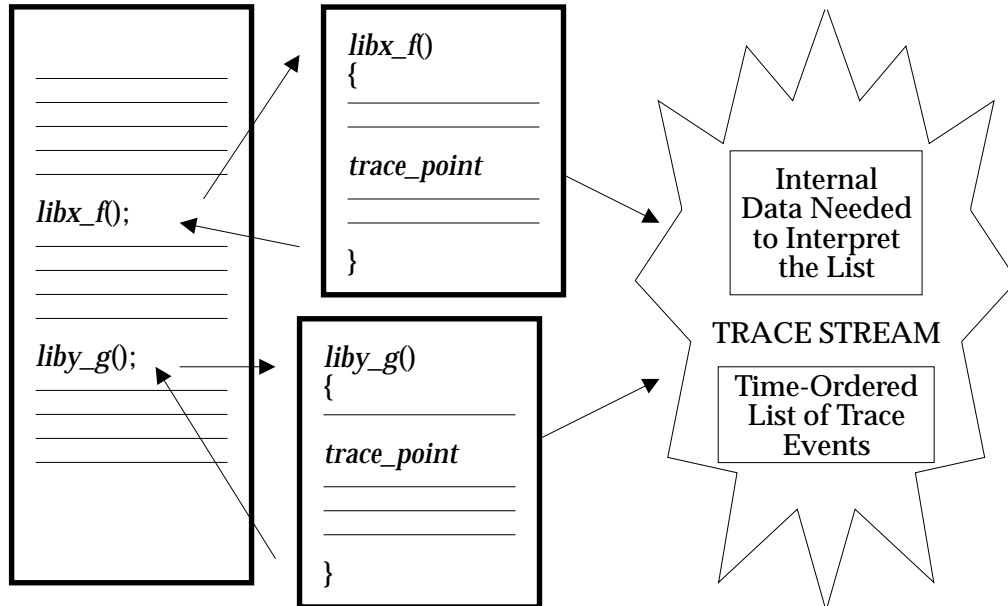 libx_f();
liby_g();
libx_f()
{
trace_point
}
liby_g()
{
trace_point
}
Internal
Data Needed
to Interpret
the List
TRACE STREAM
Time-Ordered
List of Trace
Events